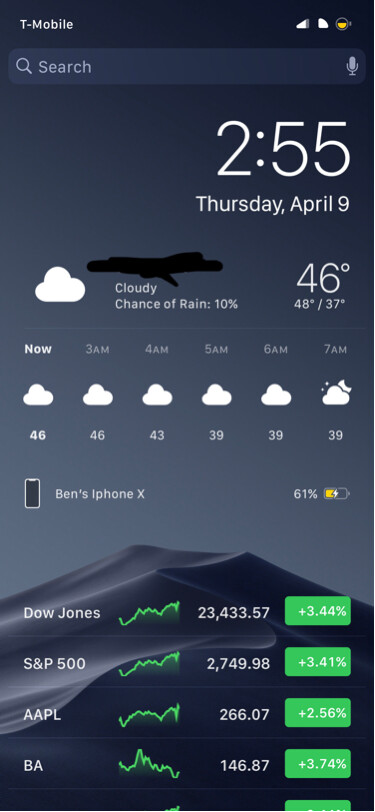 T-Mobile
Search
2:55
Thursday, April 9
Cloudy
Chance of Rain: 10%
46°
48° / 37°
Now 3AM 4AM 5AM 6AM 7AM
46 46 43 39 39 39
Ben's Iphone X 61%
Dow Jones 23,433.57 +3.44%
S&P 500 2,749.98 +3.41%
AAPL 266.07 +2.56%
BA 146.87 +3.74%